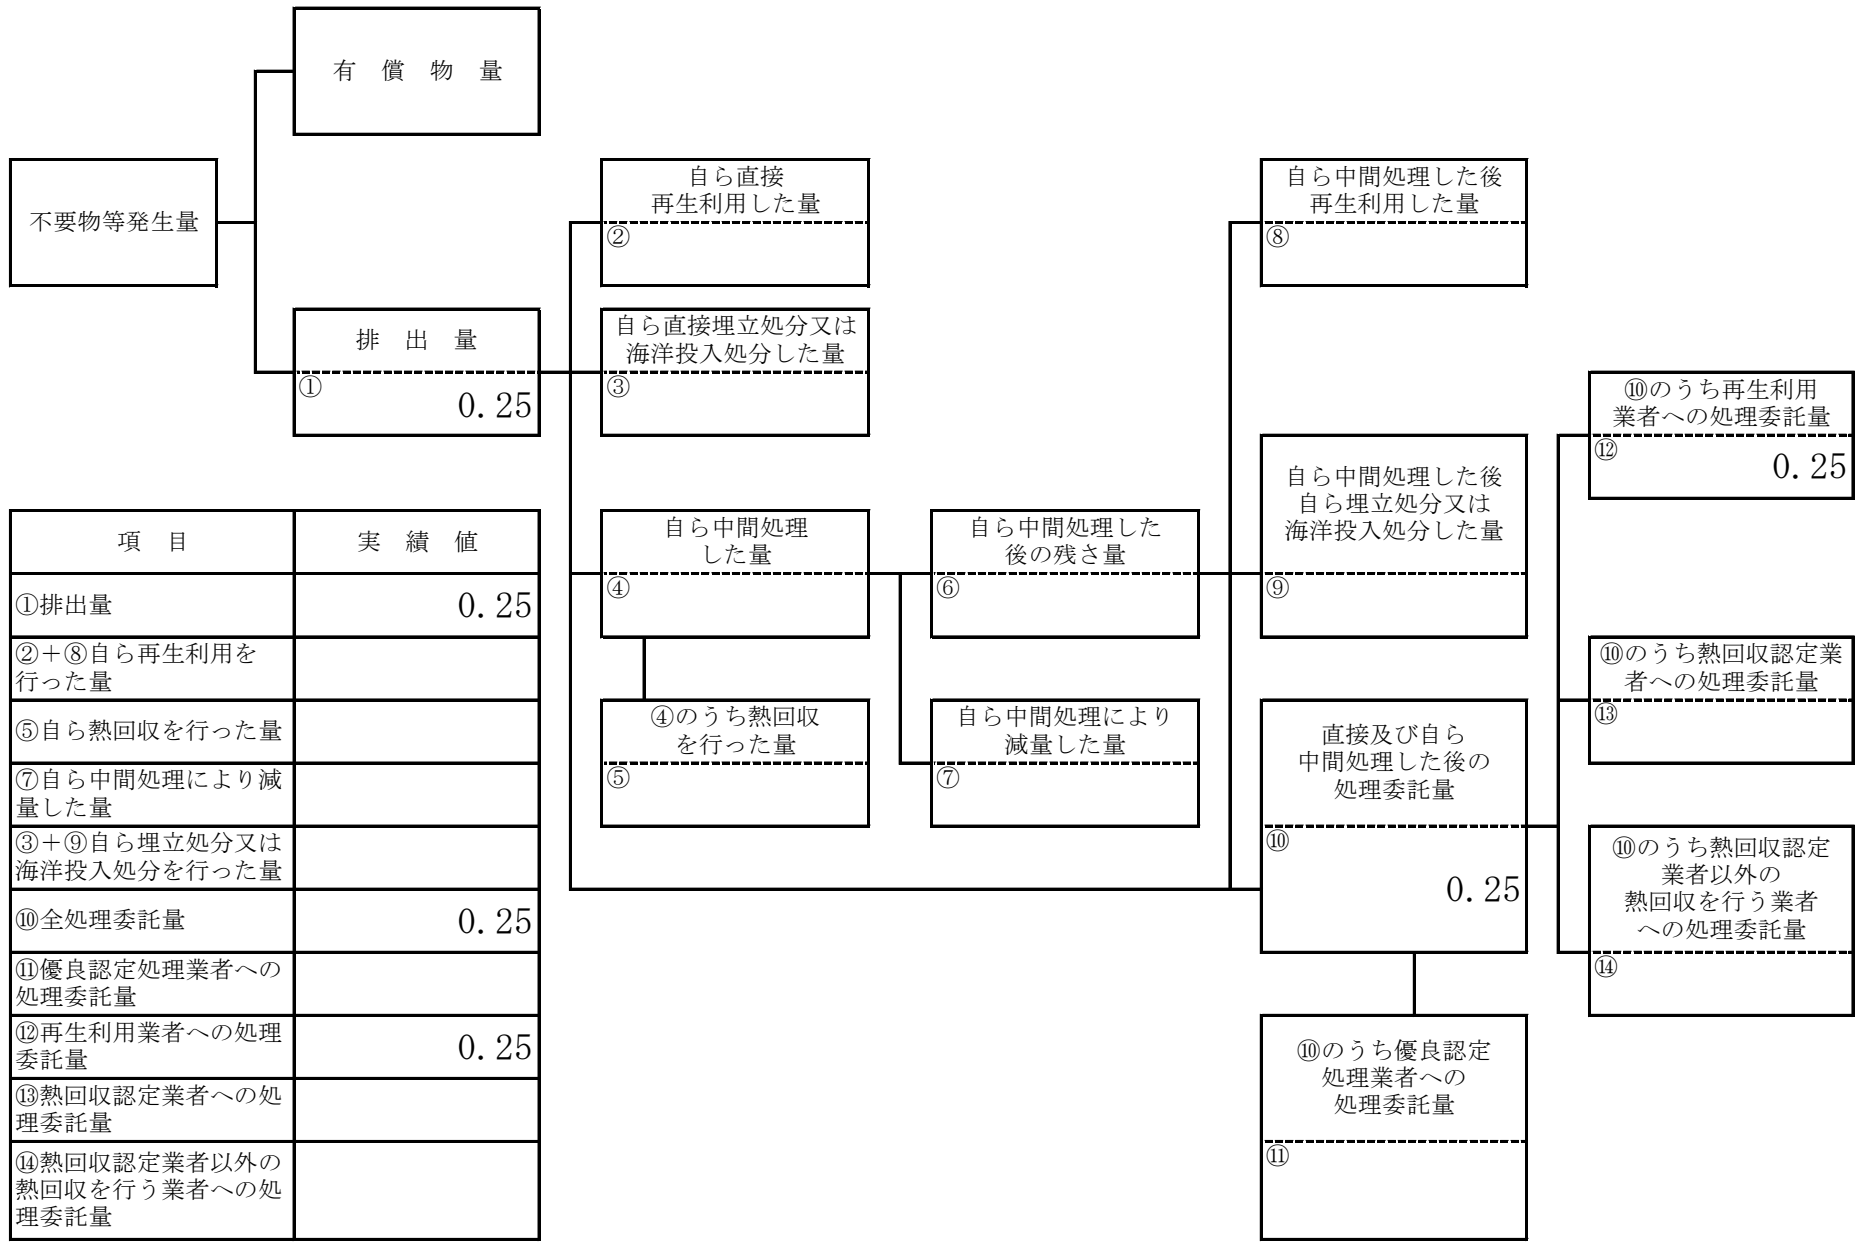 有　償　物　量
不要物等発生量
排　出　量
①
0.25
自ら直接
再生利用した量
②
自ら直接埋立処分又は
海洋投入処分した量
③
自ら中間処理
した量
④
④のうち熱回収
を行った量
⑤
自ら中間処理した
後の残さ量
⑥
自ら中間処理により
減量した量
⑦
自ら中間処理した後
再生利用した量
⑧
自ら中間処理した後
自ら埋立処分又は
海洋投入処分した量
⑨
直接及び自ら
中間処理した後の
処理委託量
⑩
0.25
⑩のうち優良認定
処理業者への
処理委託量
⑪
⑩のうち再生利用
業者への処理委託量
⑫
0.25
⑩のうち熱回収認定業
者への処理委託量
⑬
⑩のうち熱回収認定
業者以外の
熱回収を行う業者
への処理委託量
⑭
項　目
実　績　値
①排出量
0.25
②＋⑧自ら再生利用を
行った量
⑤自ら熱回収を行った量
⑦自ら中間処理により減
量した量
③＋⑨自ら埋立処分又は
海洋投入処分を行った量
⑩全処理委託量
0.25
⑪優良認定処理業者への
処理委託量
⑫再生利用業者への処理
委託量
0.25
⑬熱回収認定業者への処
理委託量
⑭熱回収認定業者以外の
熱回収を行う業者への処
理委託量